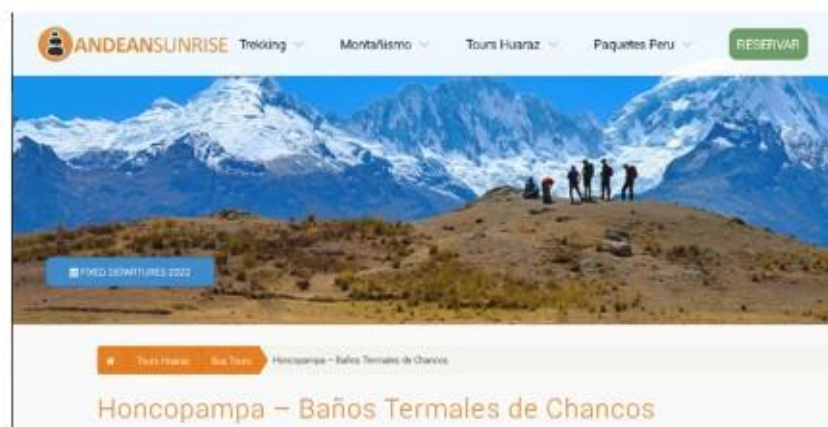 ANDEANSUNRISE Trekking Montañismo Tours Huaraz Paquetes Peru RESERVAR
FIXED DEPARTURES 2022
Tours Huaraz Bus Tours Honcopampa – Baños Termales de Chancos
Honcopampa – Baños Termales de Chancos